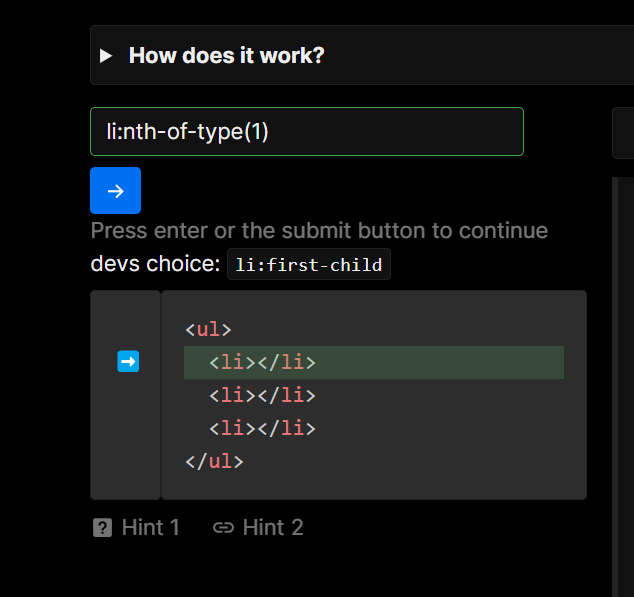 How does it work?
li:nth-of-type(1)
Press enter or the submit button to continue
devs choice: li:first-child
<ul>
<li></li>
<li></li>
<li></li>
</ul>
Hint 1 Hint 2